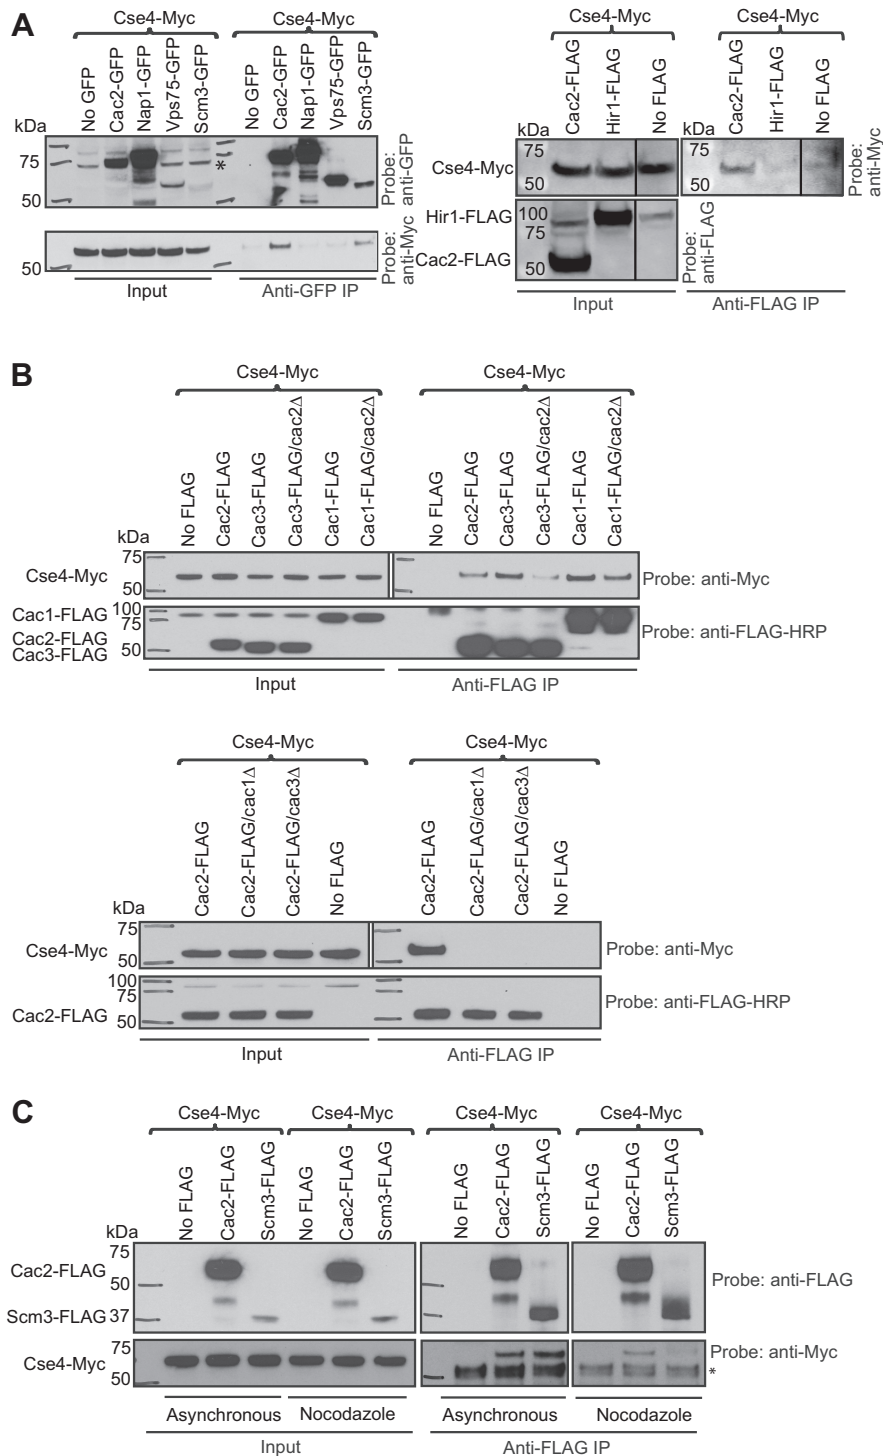 A
Cse4-Myc
Cse4-Myc
No GFP
Cac2-GFP
Nap1-GFP
Vps75-GFP
Scm3-GFP
No GFP
Cac2-GFP
Nap1-GFP
Vps75-GFP
Scm3-GFP
kDa
75
*
50
Probe:
anti-GFP
50
Probe:
anti-Myc
Input
Anti-GFP IP
Cse4-Myc
Cse4-Myc
Cac2-FLAG
Hir1-FLAG
No FLAG
Cac2-FLAG
Hir1-FLAG
No FLAG
kDa
75
kDa
75
Cse4-Myc
50
50
Probe:
anti-Myc
Hir1-FLAG
100
75
Cac2-FLAG
50
Probe:
anti-FLAG
Input
Anti-FLAG IP
B
Cse4-Myc
Cse4-Myc
No FLAG
Cac2-FLAG
Cac3-FLAG
Cac3-FLAG/cac2Δ
Cac1-FLAG
Cac1-FLAG/cac2Δ
No FLAG
Cac2-FLAG
Cac3-FLAG
Cac3-FLAG/cac2Δ
Cac1-FLAG
Cac1-FLAG/cac2Δ
kDa
75
Cse4-Myc
50
Probe: anti-Myc
Cac1-FLAG
100
75
Cac2-FLAG
Cac3-FLAG
50
Probe: anti-FLAG-HRP
Input
Anti-FLAG IP
Cse4-Myc
Cse4-Myc
Cac2-FLAG
Cac2-FLAG/cac1Δ
Cac2-FLAG/cac3Δ
No FLAG
Cac2-FLAG
Cac2-FLAG/cac1Δ
Cac2-FLAG/cac3Δ
No FLAG
kDa
75
Cse4-Myc
50
Probe: anti-Myc
100
75
Cac2-FLAG
50
Probe: anti-FLAG-HRP
Input
Anti-FLAG IP
C
Cse4-Myc
Cse4-Myc
Cse4-Myc
Cse4-Myc
No FLAG
Cac2-FLAG
Scm3-FLAG
No FLAG
Cac2-FLAG
Scm3-FLAG
No FLAG
Cac2-FLAG
Scm3-FLAG
No FLAG
Cac2-FLAG
Scm3-FLAG
kDa
75
Cac2-FLAG
50
Scm3-FLAG
37
Probe: anti-FLAG
75
Cse4-Myc
50
Probe: anti-Myc
*
Asynchronous
Nocodazole
Asynchronous
Nocodazole
Input
Anti-FLAG IP